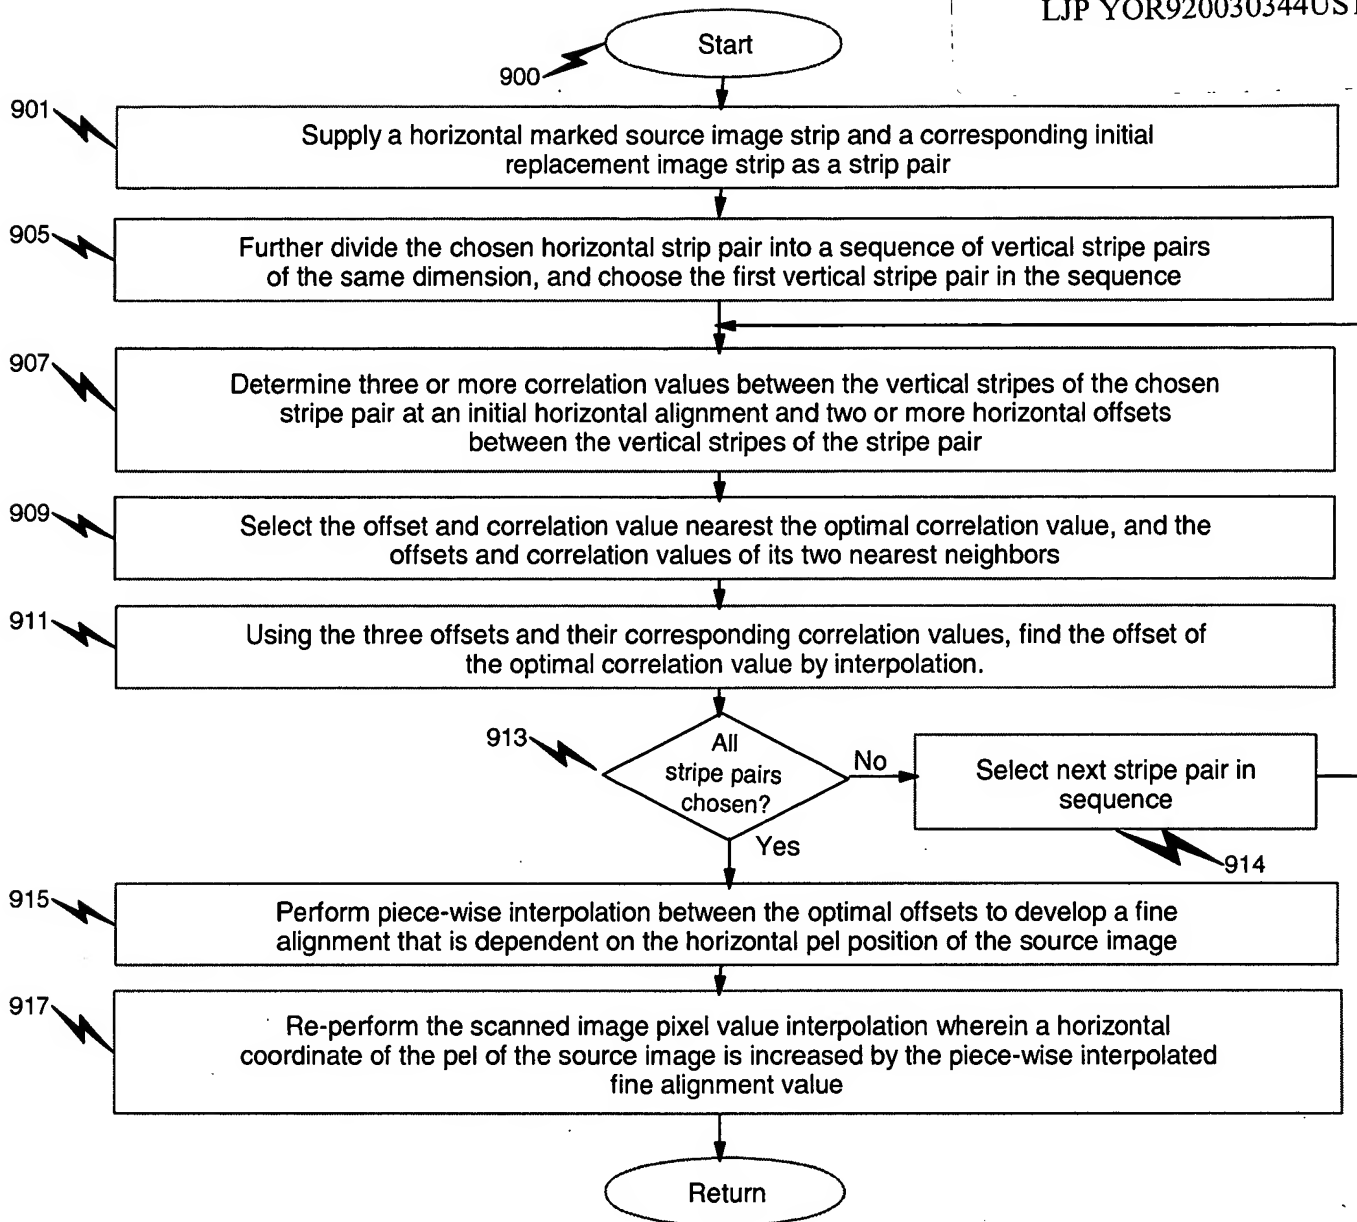 LJP YOR920030344US1
Start
900
901
Supply a horizontal marked source image strip and a corresponding initial
replacement image strip as a strip pair
905
Further divide the chosen horizontal strip pair into a sequence of vertical stripe pairs
of the same dimension, and choose the first vertical stripe pair in the sequence
907
Determine three or more correlation values between the vertical stripes of the chosen
stripe pair at an initial horizontal alignment and two or more horizontal offsets
between the vertical stripes of the stripe pair
909
Select the offset and correlation value nearest the optimal correlation value, and the
offsets and correlation values of its two nearest neighbors
911
Using the three offsets and their corresponding correlation values, find the offset of
the optimal correlation value by interpolation.
913
All
stripe pairs
chosen?
No
Select next stripe pair in
sequence
Yes
914
915
Perform piece-wise interpolation between the optimal offsets to develop a fine
alignment that is dependent on the horizontal pel position of the source image
917
Re-perform the scanned image pixel value interpolation wherein a horizontal
coordinate of the pel of the source image is increased by the piece-wise interpolated
fine alignment value
Return